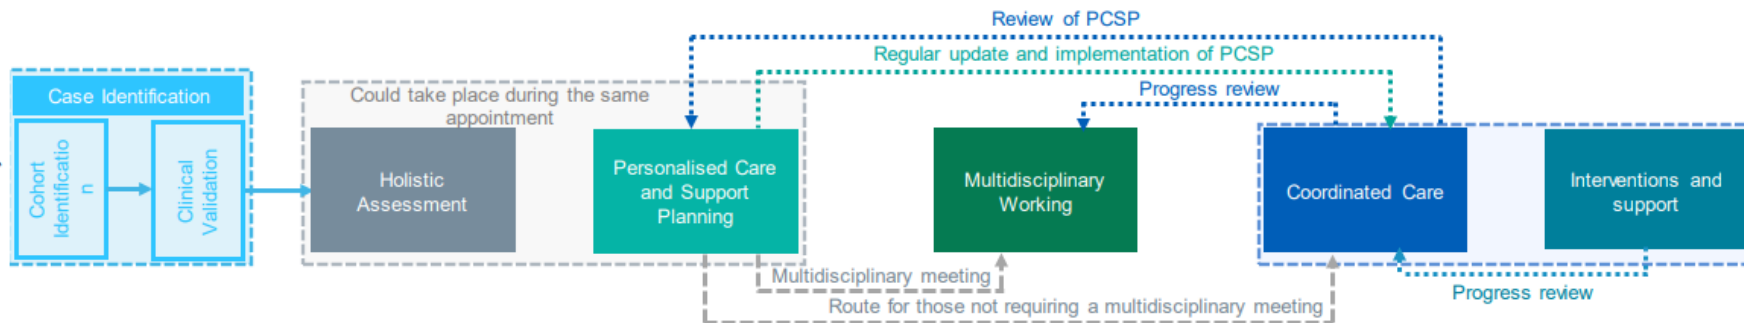 Review of PCSP
Regular update and implementation of PCSP
Case Identification
Could take place during the same
appointment
Progress review
Cohort
Identificatio
n
Clinical
Validation
Holistic
Assessment
Personalised Care
and Support
Planning
Multidisciplinary
Working
Coordinated Care
Interventions and
support
Multidisciplinary meeting
Route for those not requiring a multidisciplinary meeting
Progress review